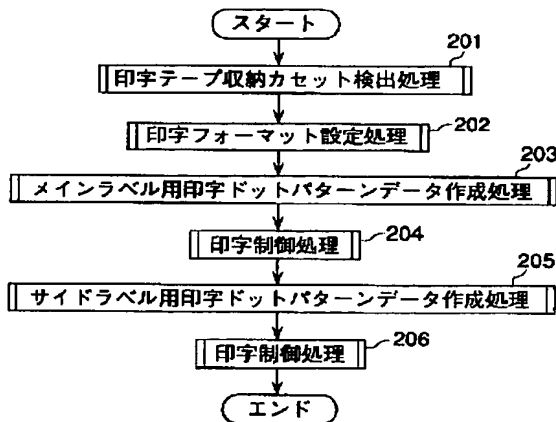 スタート
201
印字テープ収納カセット検出処理
202
印字フォーマット設定処理
203
メインラベル用印字ドットパターンデータ作成処理
204
印字制御処理
205
サイドラベル用印字ドットパターンデータ作成処理
206
印字制御処理
エンド